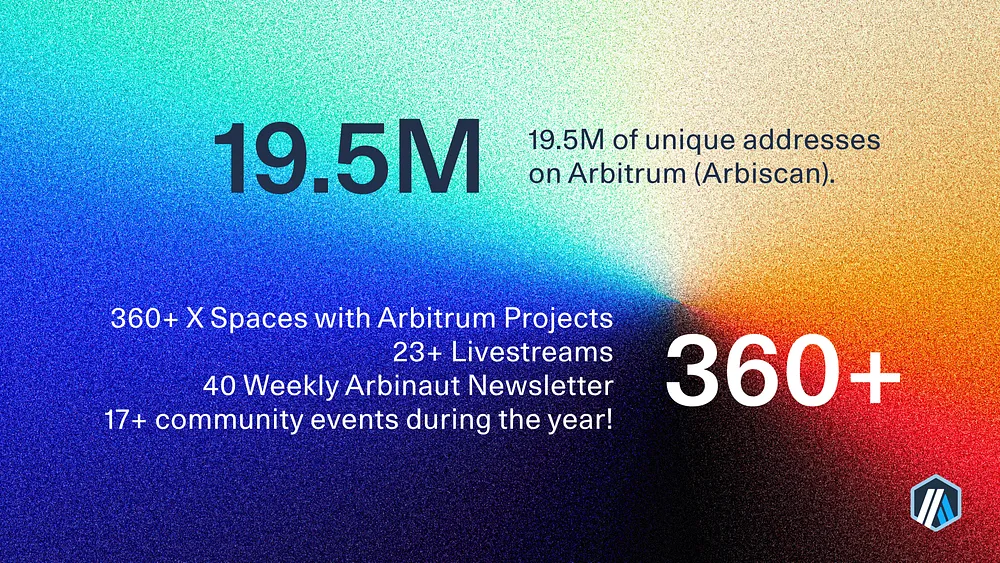 19.5M
19.5M of unique addresses
on Arbitrum (Arbiscan).
360+ X Spaces with Arbitrum Projects
23+ Livestreams
40 Weekly Arbinaut Newsletter
17+ community events during the year!
360+